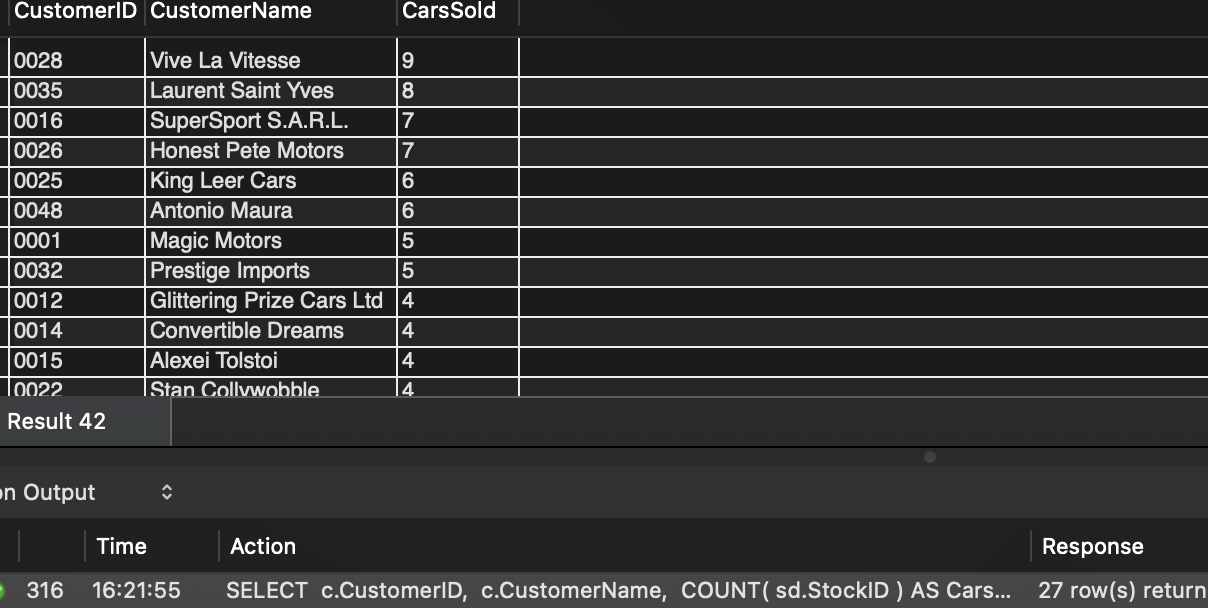 CustomerID CustomerName CarsSold
0028 Vive La Vitesse 9
0035 Laurent Saint Yves 8
0016 SuperSport S.A.R.L. 7
0026 Honest Pete Motors 7
0025 King Leer Cars 6
0048 Antonio Maura 6
0001 Magic Motors 5
0032 Prestige Imports 5
0012 Glittering Prize Cars Ltd 4
0014 Convertible Dreams 4
0015 Alexei Tolstoi 4
0022 Stan Collywobble 4
Result 42
on Output
Time Action Response
316 16:21:55 SELECT c.CustomerID, c.CustomerName, COUNT( sd.StockID ) AS Cars... 27 row(s) return